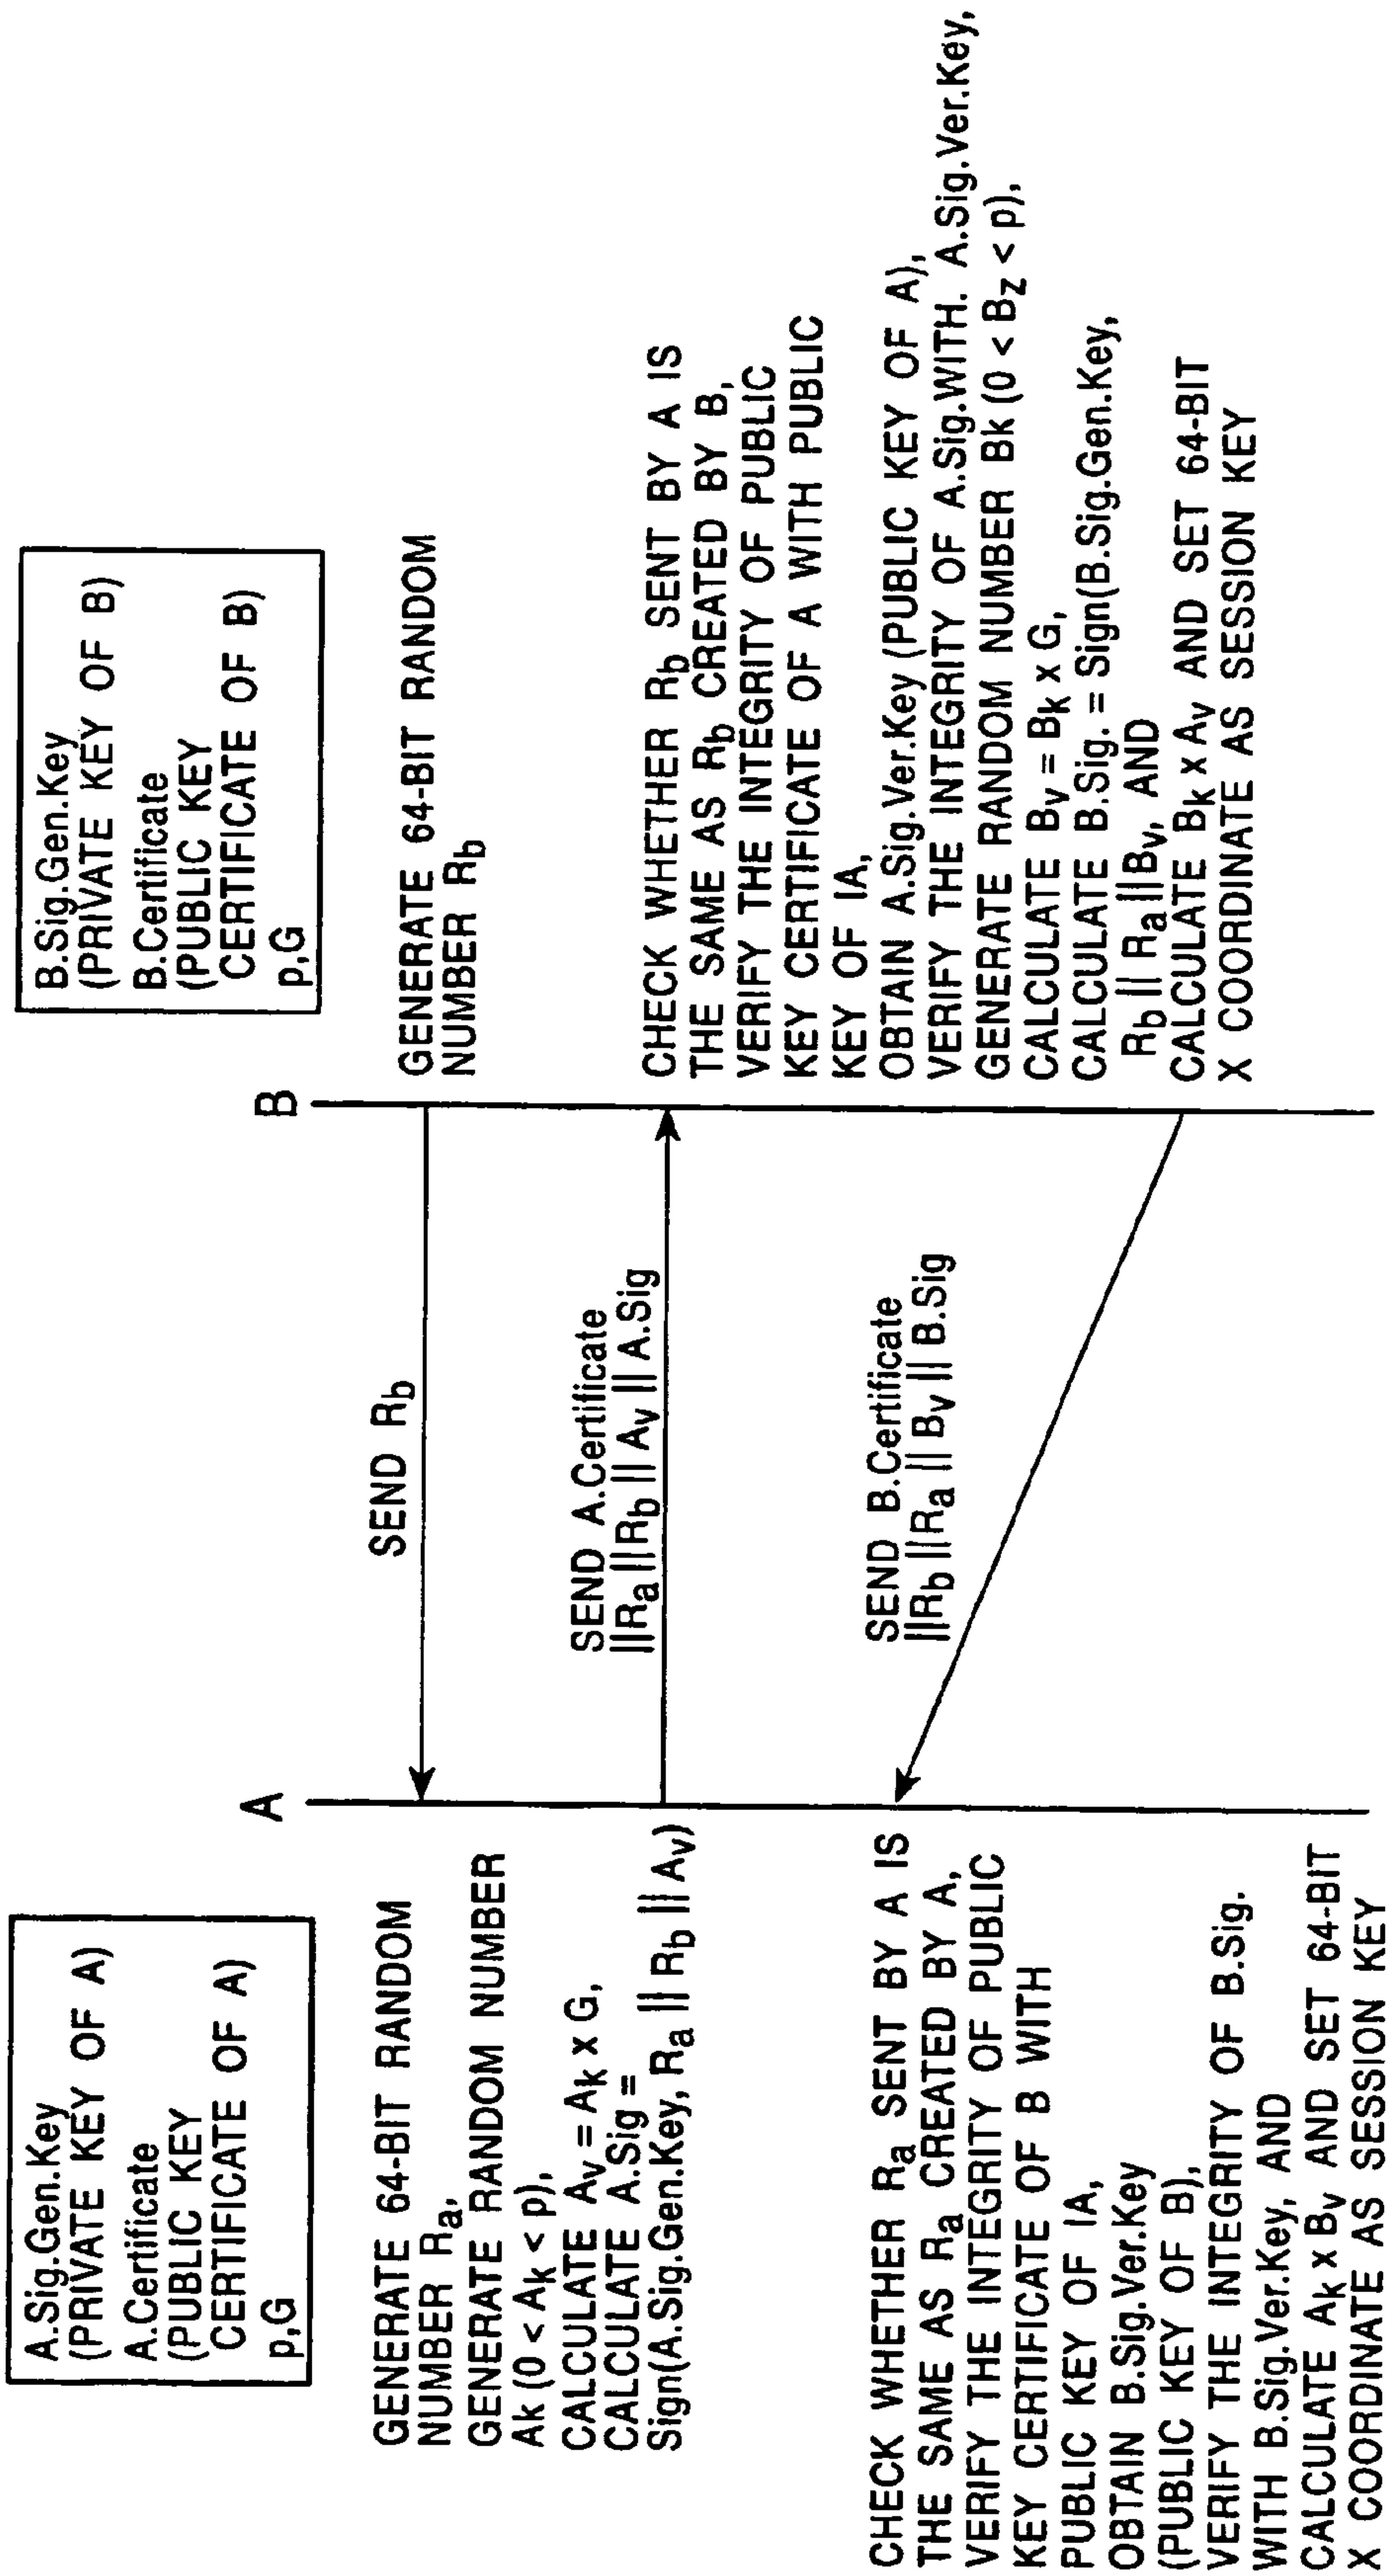 A.Sig.Gen.Key
(PRIVATE KEY OF A)
A.Certificate
(PUBLIC KEY
CERTIFICATE OF A)
p,G
B.Sig.Gen.Key
(PRIVATE KEY OF B)
B.Certificate
(PUBLIC KEY
CERTIFICATE OF B)
p,G
A
B
GENERATE 64-BIT RANDOM
NUMBER Rb
SEND Rb
GENERATE 64-BIT RANDOM
NUMBER Ra,
GENERATE RANDOM NUMBER
Ak (0 < Ak < p),
CALCULATE Av = Ak x G,
CALCULATE A.Sig =
Sign(A.Sig.Gen.Key, Ra || Rb || Av)
SEND A.Certificate
||Ra||Rb || Av || A.Sig
CHECK WHETHER Rb SENT BY A IS
THE SAME AS Rb CREATED BY B,
VERIFY THE INTEGRITY OF PUBLIC
KEY CERTIFICATE OF A WITH PUBLIC
KEY OF IA,
OBTAIN A.Sig.Ver.Key (PUBLIC KEY OF A),
VERIFY THE INTEGRITY OF A.Sig.WITH. A.Sig.Ver.Key,
GENERATE RANDOM NUMBER Bk (0 < Bz < p),
CALCULATE Bv = Bk x G,
CALCULATE B.Sig. = Sign(B.Sig.Gen.Key,
Rb || Ra||Bv, AND
CALCULATE Bk x Av AND SET 64-BIT
X COORDINATE AS SESSION KEY
SEND B.Certificate
||Rb||Ra || Bv || B.Sig
CHECK WHETHER Ra SENT BY A IS
THE SAME AS Ra CREATED BY A,
VERIFY THE INTEGRITY OF PUBLIC
KEY CERTIFICATE OF B WITH
PUBLIC KEY OF IA,
OBTAIN B.Sig.Ver.Key
(PUBLIC KEY OF B),
VERIFY THE INTEGRITY OF B.Sig.
WITH B.Sig.Ver.Key, AND
CALCULATE Ak x Bv AND SET 64-BIT
X COORDINATE AS SESSION KEY